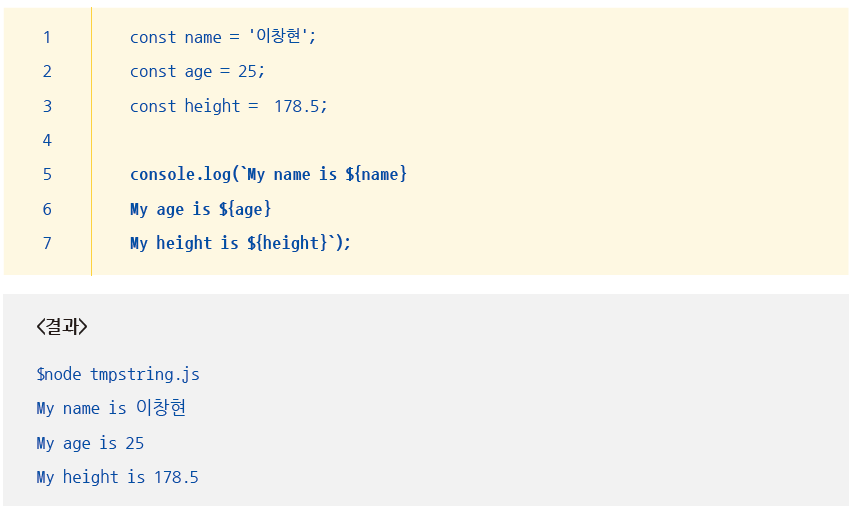 1 const name = '이창현';
2 const age = 25;
3 const height =  178.5;
4
5 console.log(`My name is ${name}
6 My age is ${age}
7 My height is ${height}`);
<결과>
$node tmpstring.js
My name is 이창현
My age is 25
My height is 178.5